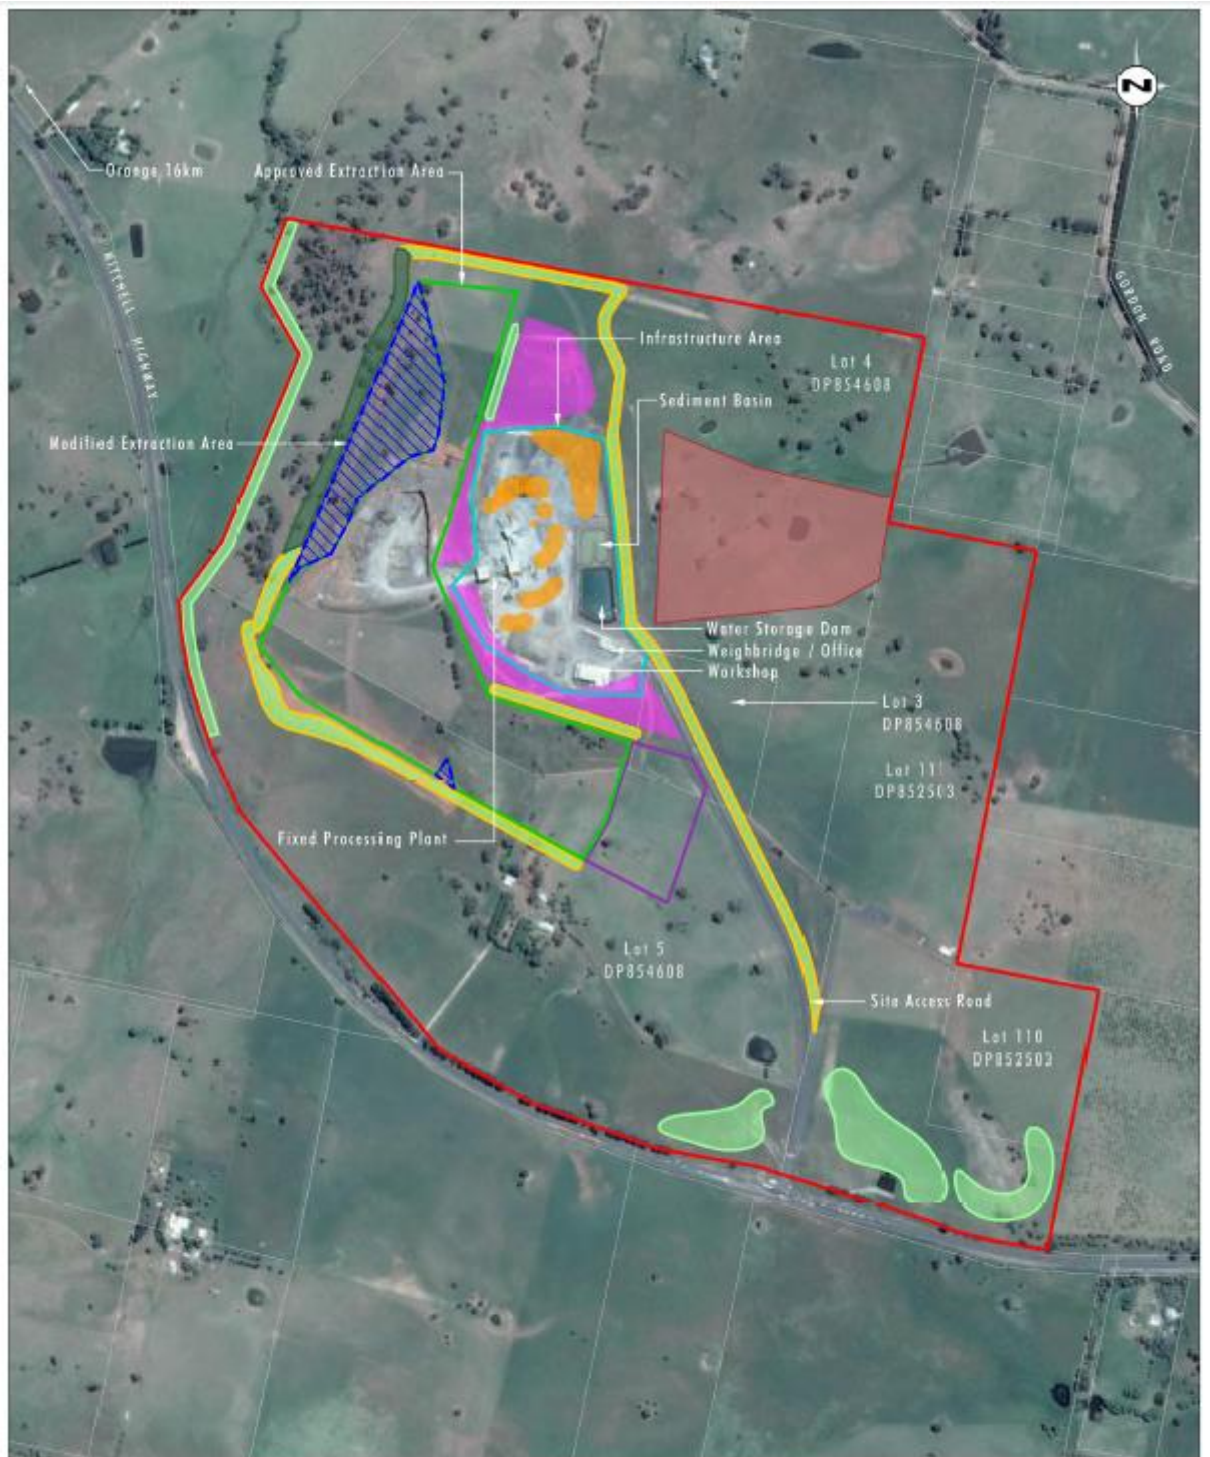 N
Orange 16km
Approved Extraction Area
MITCHELL HIGHWAY
GORDON ROAD
Infrastructure Area
Lot 4
DP854608
Sediment Basin
Modified Extraction Area
Water Storage Dam
Weighbridge / Office
Workshop
Lot 3
DP854608
Lot 111
DP852503
Fixed Processing Plant
Lot 5
DP854608
Site Access Road
Lot 110
DP852503